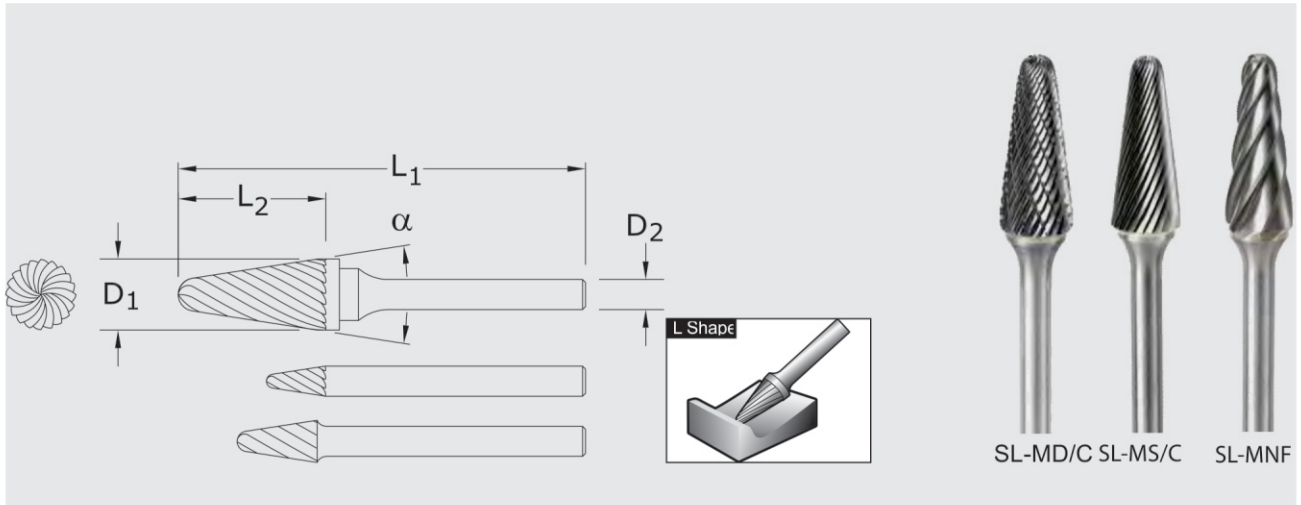 L1
L2
α
D2
D1
L Shape
SL-MD/C SL-MS/C SL-MNF